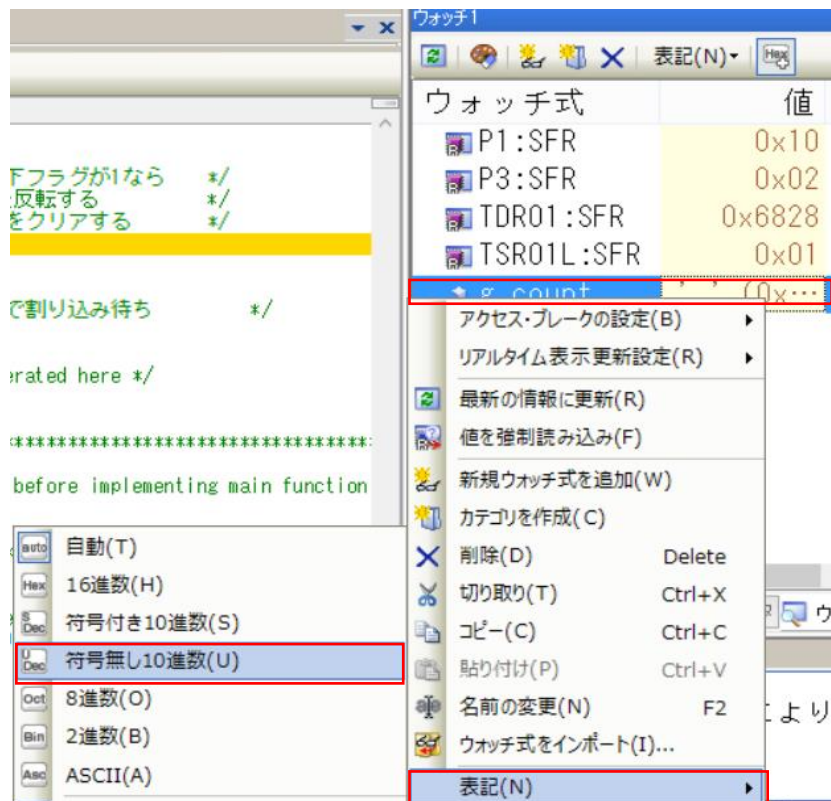 ウォッチ1
表記(N)
Hex
ウォッチ式 値
P1:SFR 0x10
P3:SFR 0x02
TDR01:SFR 0x6828
TSR01L:SFR 0x01
g_count ' ' (0x…
下フラグが1なら */
反転する */
をクリアする */
で割り込み待ち */
erated here */
before implementing main function
アクセス・ブレークの設定(B)
リアルタイム表示更新設定(R)
最新の情報に更新(R)
値を強制読み込み(F)
新規ウォッチ式を追加(W)
カテゴリを作成(C)
削除(D) Delete
切り取り(T) Ctrl+X
コピー(C) Ctrl+C
貼り付け(P) Ctrl+V
名前の変更(N) F2
ウォッチ式をインポート(I)...
表記(N)
auto 自動(T)
Hex 16進数(H)
S Dec 符号付き10進数(S)
U Dec 符号無し10進数(U)
Oct 8進数(O)
Bin 2進数(B)
Asc ASCII(A)
ウ
より